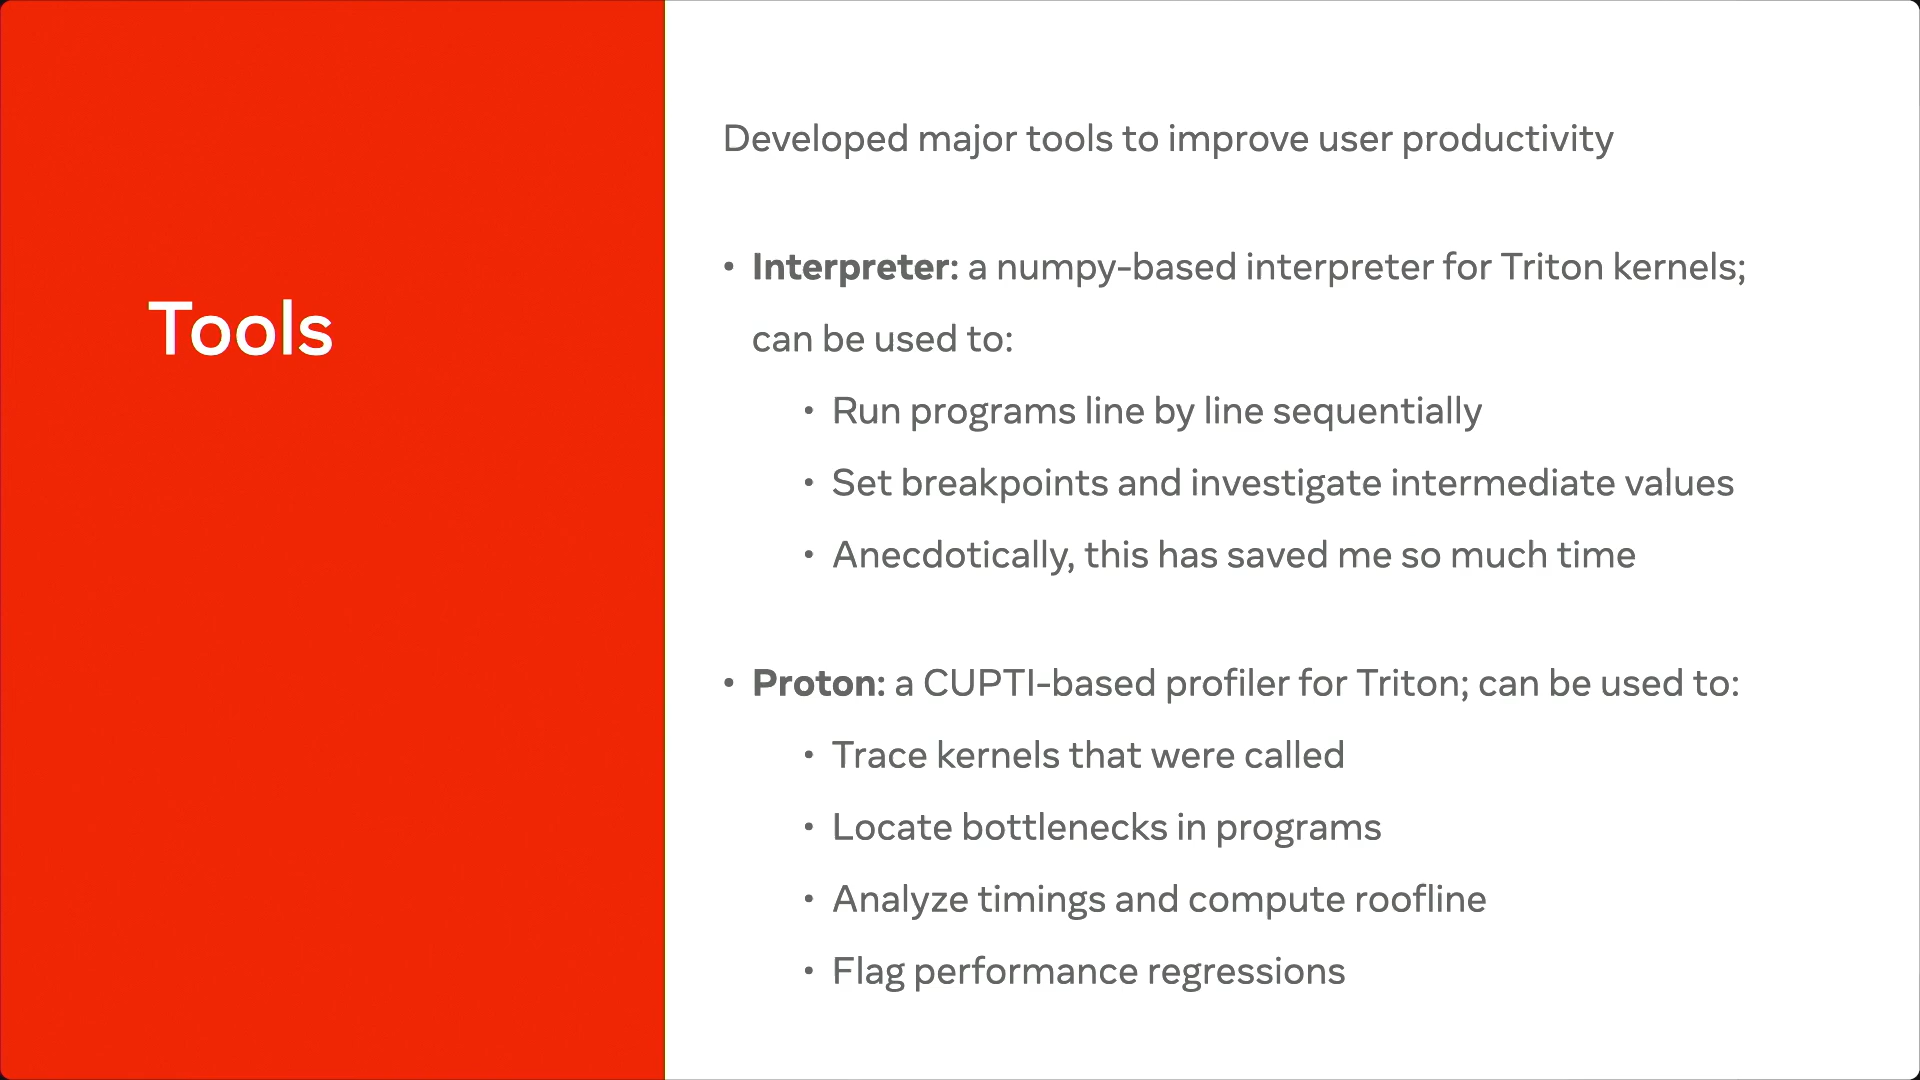 Tools
Developed major tools to improve user productivity
• Interpreter: a numpy-based interpreter for Triton kernels;
can be used to:
• Run programs line by line sequentially
• Set breakpoints and investigate intermediate values
• Anecdotically, this has saved me so much time
• Proton: a CUPTI-based profiler for Triton; can be used to:
• Trace kernels that were called
• Locate bottlenecks in programs
• Analyze timings and compute roofline
• Flag performance regressions